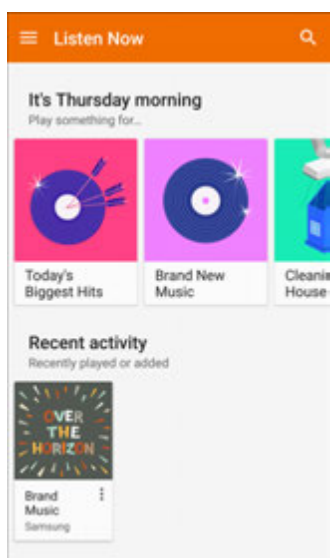 Listen Now
It's Thursday morning
Play something for...
Today's
Biggest Hits
Brand New
Music
Cleaning
House
Recent activity
Recently played or added
OVER
THE
HORIZON
Brand
Music
Samsung